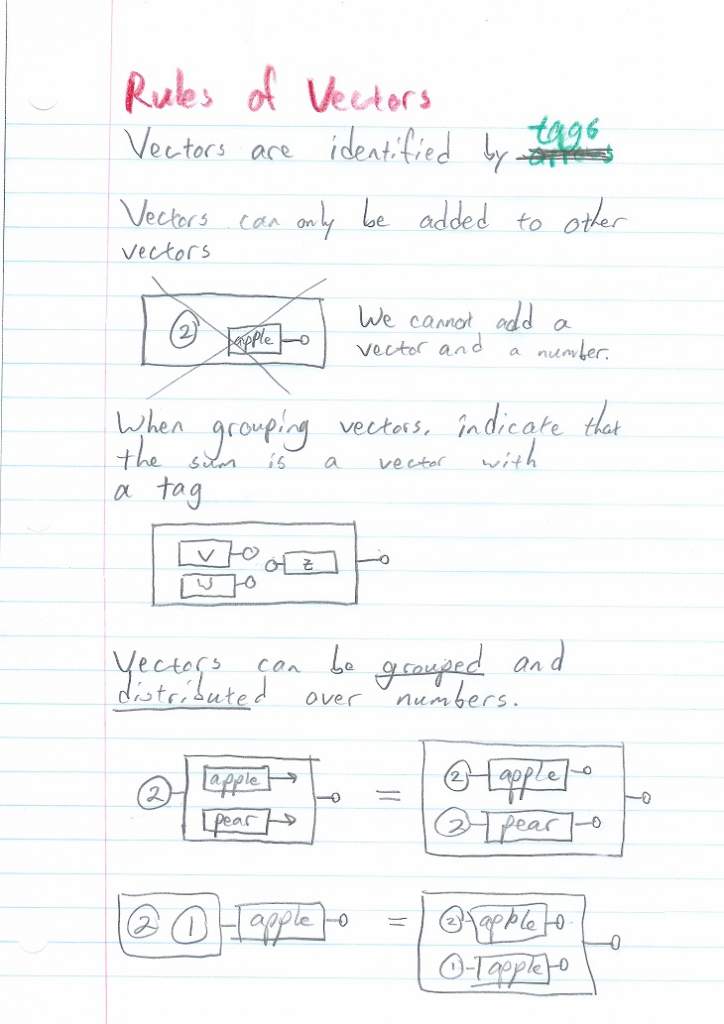 Rules of Vectors
tags
Vectors are identified by
Vectors can only be added to other
vectors
2 apple
We cannot add a
vector and a number.
When grouping vectors, indicate that
the sum is a vector with
a tag
V
W
z
Vectors can be grouped and
distributed over numbers.
2 apple = 2 apple
pear 2 pear
2 1 apple = 2 apple
1 apple